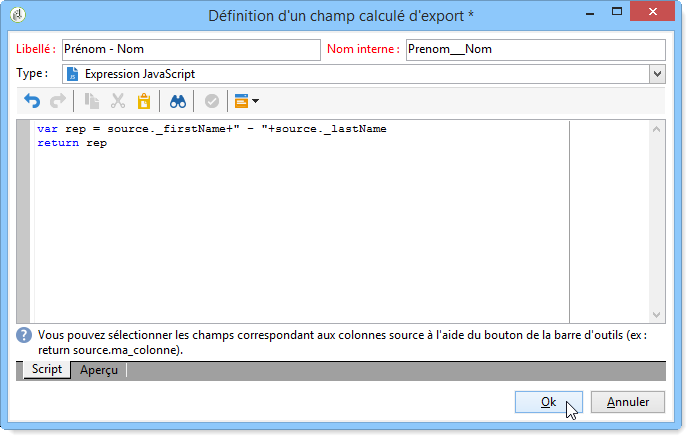 Définition d'un champ calculé d'export *
Libellé : Prénom - Nom Nom interne : Prenom___Nom
Type : Expression JavaScript
var rep = source._firstName+" - "+source._lastName
return rep
Vous pouvez sélectionner les champs correspondant aux colonnes source à l'aide du bouton de la barre d'outils (ex :
return source.ma_colonne).
Script Aperçu
Ok Annuler